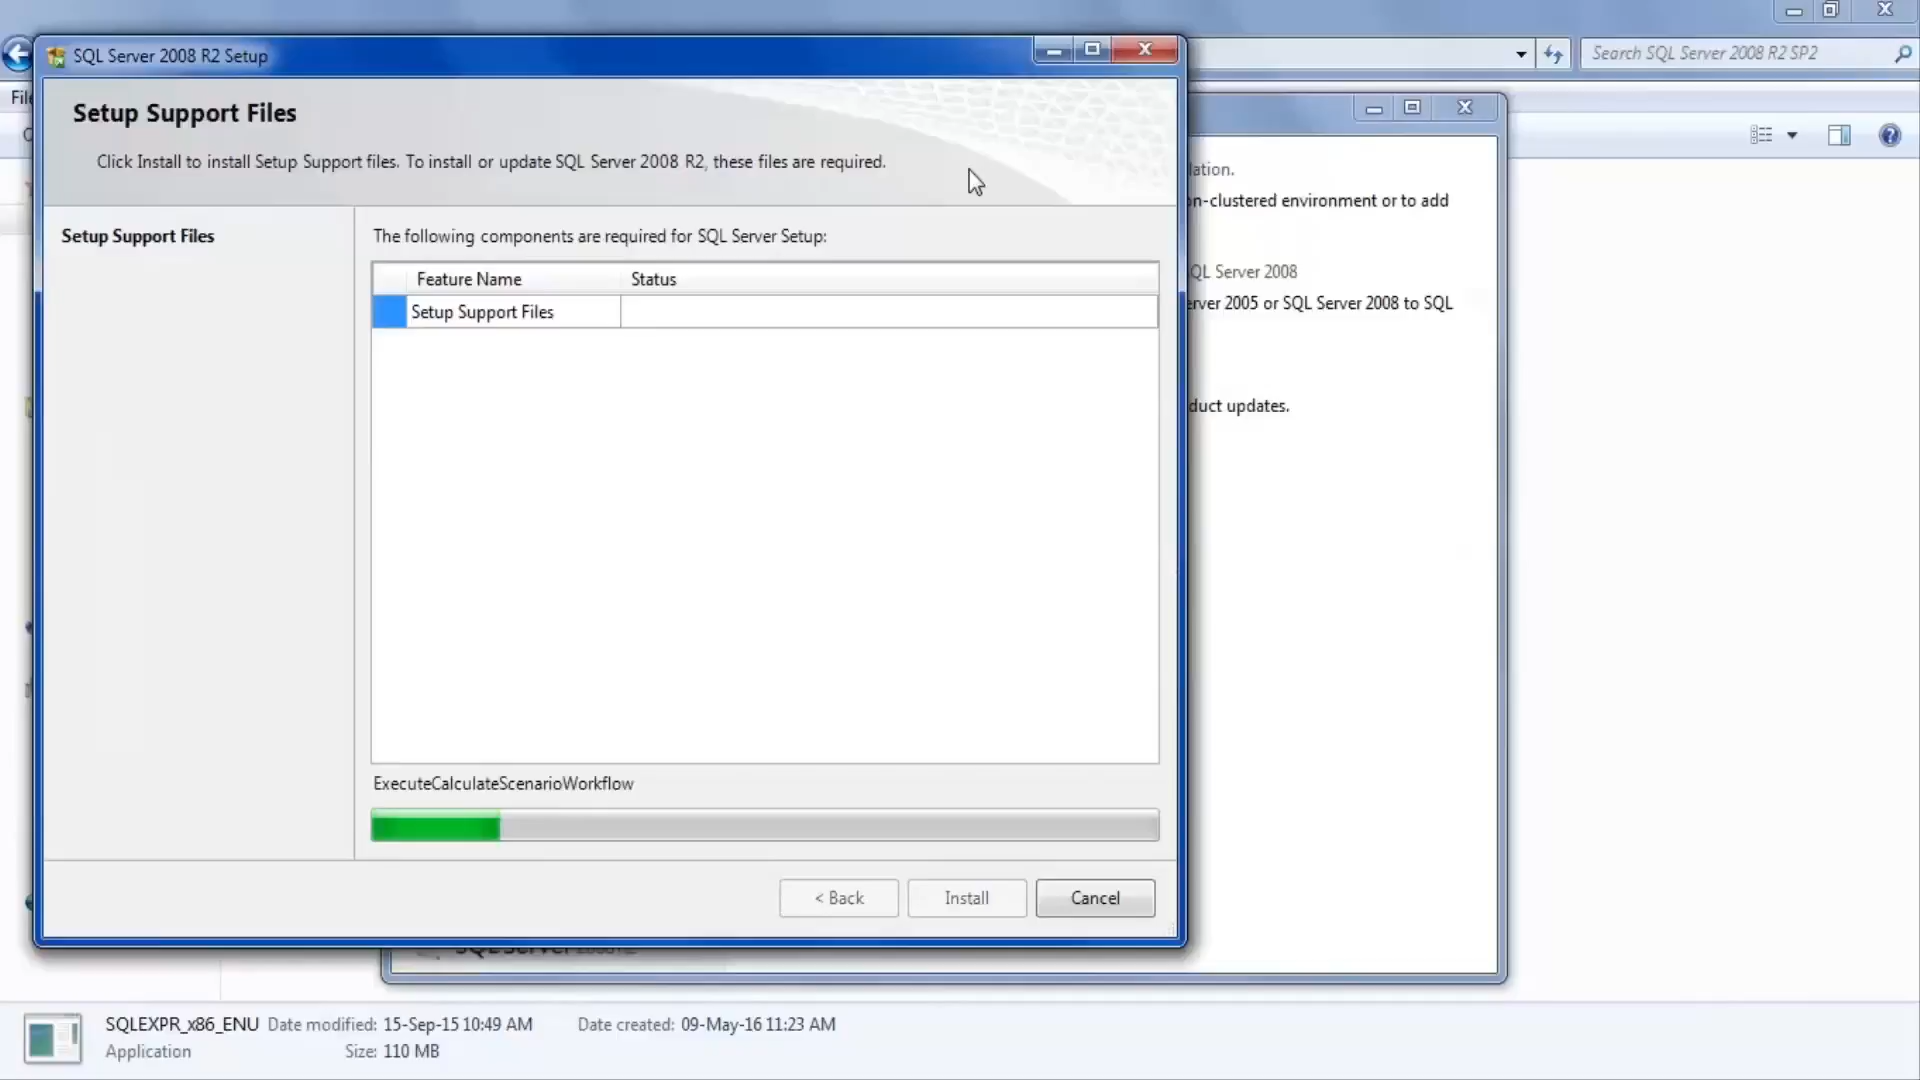 SQL Server 2008 R2 Setup
Search SQL Server 2008 R2 SP2
Setup Support Files
Click Install to install Setup Support files. To install or update SQL Server 2008 R2, these files are required.
Setup Support Files
The following components are required for SQL Server Setup:
Feature Name Status
Setup Support Files
ExecuteCalculateScenarioWorkflow
< Back Install Cancel
lation.
on-clustered environment or to add
QL Server 2008
erver 2005 or SQL Server 2008 to SQL
duct updates.
SQLEXPR_x86_ENU Date modified: 15-Sep-15 10:49 AM Date created: 09-May-16 11:23 AM
Application Size: 110 MB